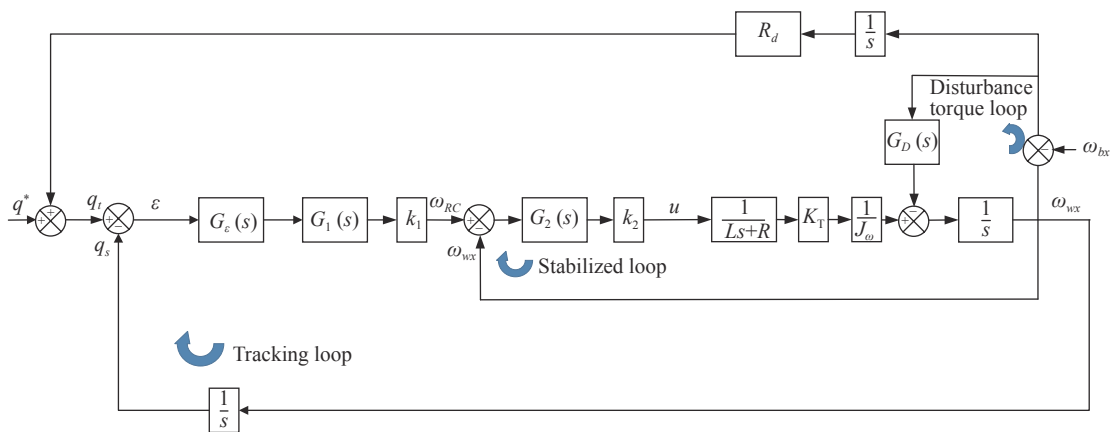 R_d
1/s
Disturbance
torque loop
G_D (s)
−
ω_bx
q*
+
+
q_t
−
q_s
ε
G_ε(s)
G_1(s)
k_1
ω_RC
−
ω_wx
G_2(s)
k_2
u
1/(Ls+R)
K_T
1/J_ω
−
1/s
ω_wx
Stabilized loop
Tracking loop
1/s